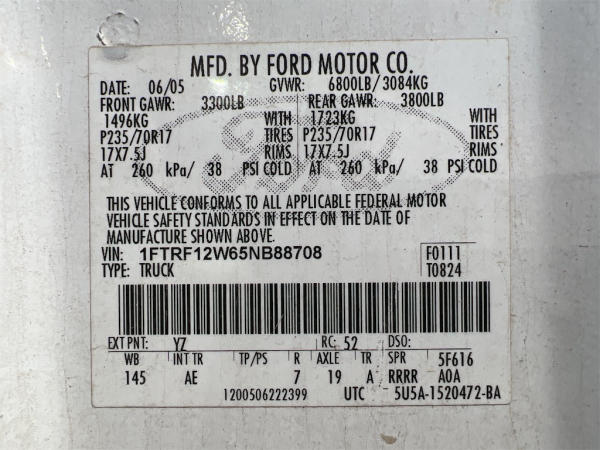 MFD. BY FORD MOTOR CO.
DATE: 06/05 GVWR: 6800LB/3084KG
FRONT GAWR: 3300LB REAR GAWR: 3800LB
1496KG WITH 1723KG WITH
P235/70R17 TIRES P235/70R17 TIRES
17X7.5J RIMS 17X7.5J RIMS
AT 260 kPa/ 38 PSI COLD AT 260 kPa/ 38 PSI COLD
Ford
THIS VEHICLE CONFORMS TO ALL APPLICABLE FEDERAL MOTOR
VEHICLE SAFETY STANDARDS IN EFFECT ON THE DATE OF
MANUFACTURE SHOWN ABOVE.
VIN: 1FTRF12W65NB88708 F0111
TYPE: TRUCK T0824
EXT PNT: YZ RC: 52 DSO:
WB INT TR TP/PS R AXLE TR SPR 5F616
145 AE 7 19 A RRRR A0A
1200506222399 UTC 5U5A-1520472-BA